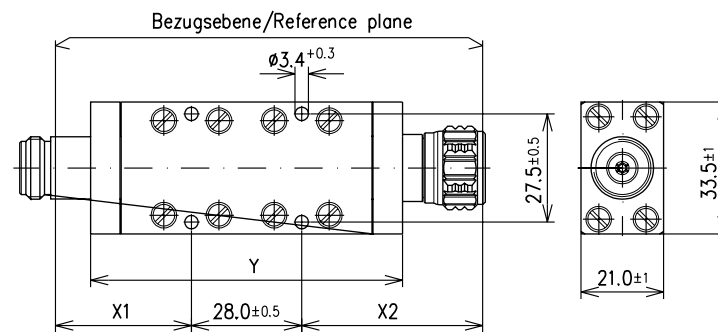 Bezugsebene/Reference plane
ø3.4+0.3
27.5±0.5
33.5±1
Y
21.0±1
X1
28.0±0.5
X2